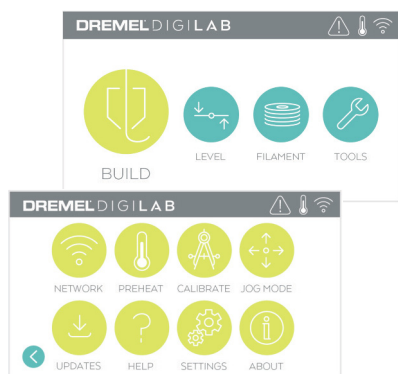 DREMEL DIGILAB
BUILD
LEVEL
FILAMENT
TOOLS
DREMEL DIGILAB
NETWORK
PREHEAT
CALIBRATE
JOG MODE
UPDATES
HELP
SETTINGS
ABOUT